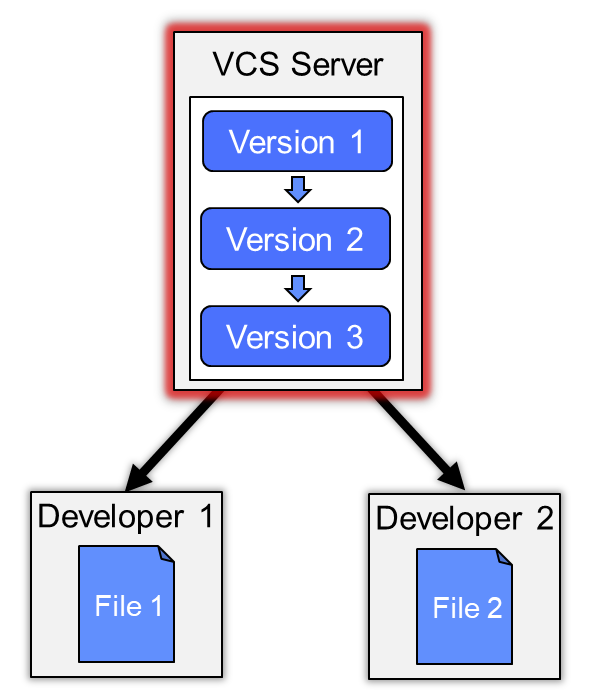 VCS Server
Version 1
Version 2
Version 3
Developer 1
File 1
Developer 2
File 2